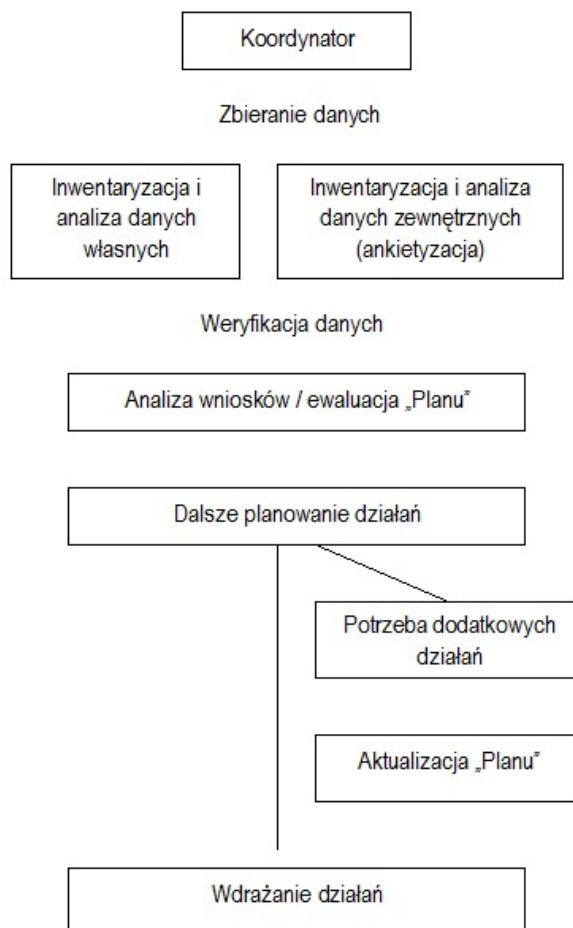 Koordynator
Zbieranie danych
Inwentaryzacja i
analiza danych
własnych
Inwentaryzacja i analiza
danych zewnętrznych
(ankietyzacja)
Weryfikacja danych
Analiza wniosków / ewaluacja „Planu”
Dalsze planowanie działań
Potrzeba dodatkowych
działań
Aktualizacja „Planu”
Wdrażanie działań